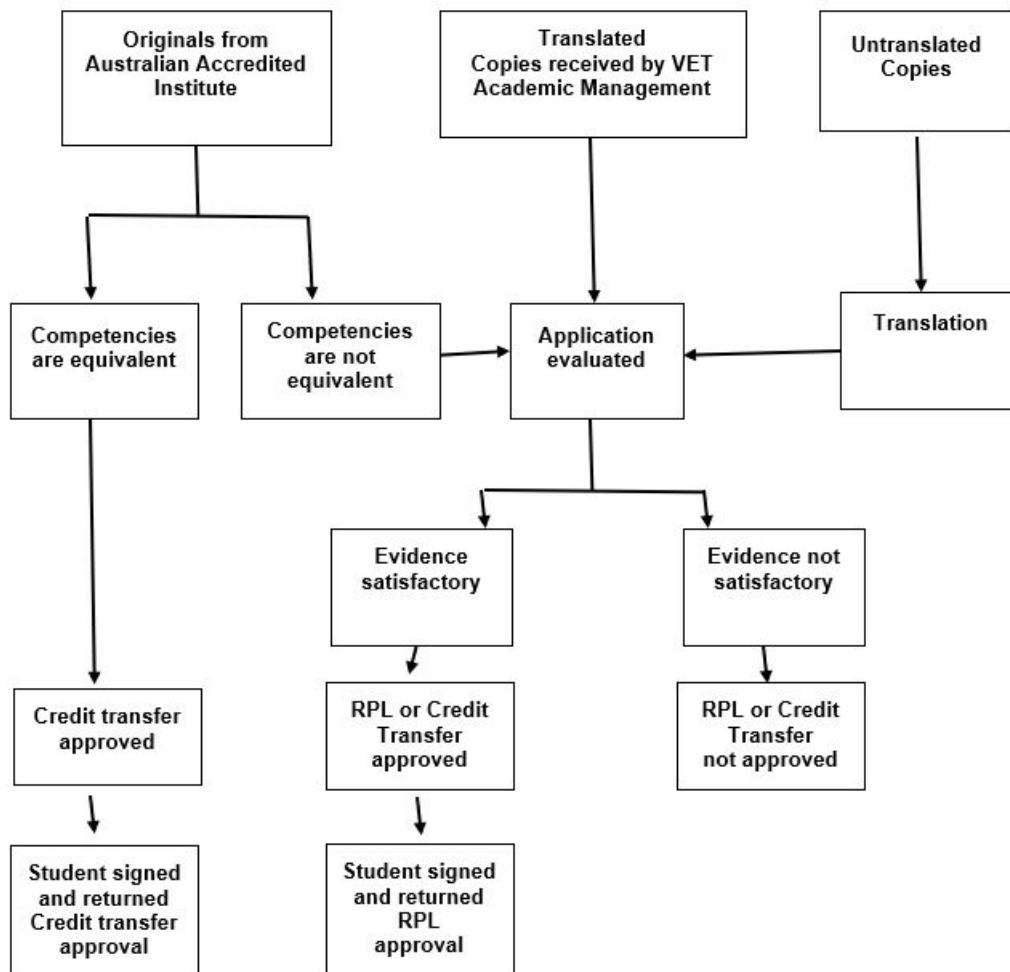 Originals from
Australian Accredited
Institute
Translated
Copies received by VET
Academic Management
Untranslated
Copies
Competencies
are equivalent
Competencies
are not
equivalent
Application
evaluated
Translation
Evidence
satisfactory
Evidence not
satisfactory
Credit transfer
approved
RPL or Credit
Transfer
approved
RPL or Credit
Transfer
not approved
Student signed
and returned
Credit transfer
approval
Student signed
and returned
RPL
approval